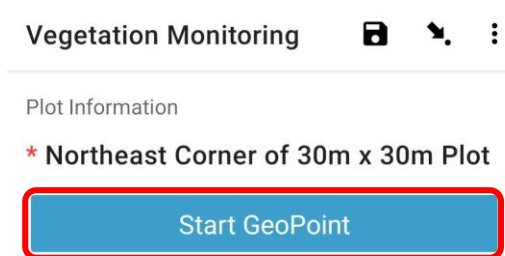 Vegetation Monitoring
Plot Information
* Northeast Corner of 30m x 30m Plot
Start GeoPoint